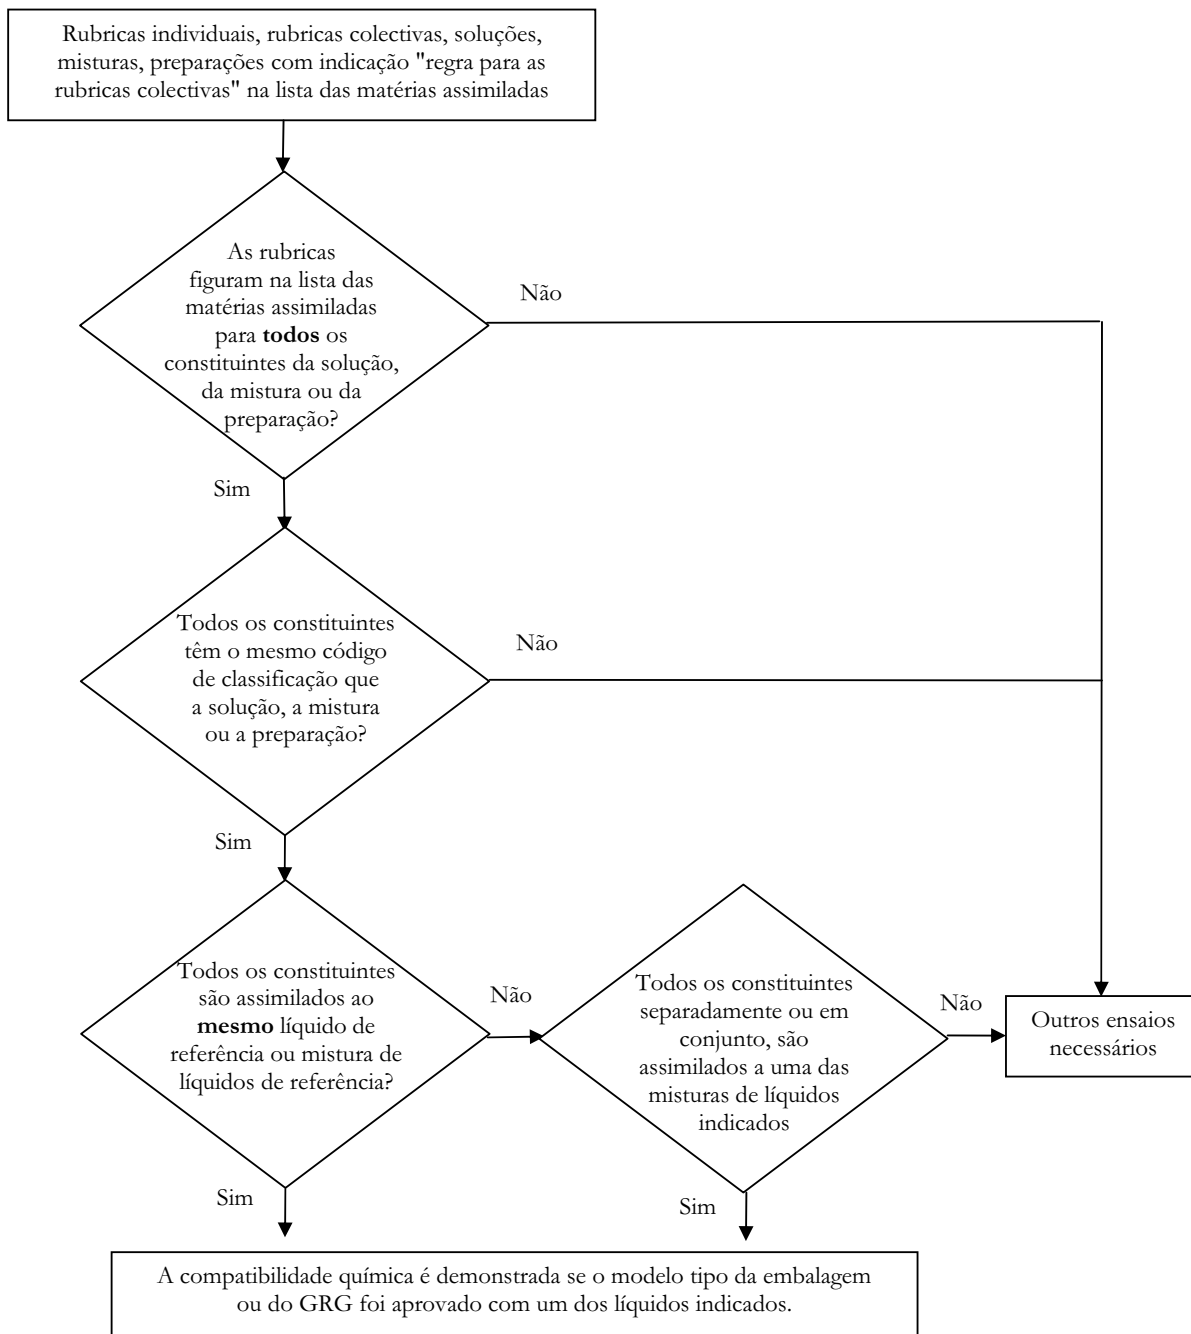 Rubricas individuais, rubricas colectivas, soluções,
misturas, preparações com indicação "regra para as
rubricas colectivas" na lista das matérias assimiladas
As rubricas
figuram na lista das
matérias assimiladas
para todos os
constituintes da solução,
da mistura ou da
preparação?
Não
Sim
Todos os constituintes
têm o mesmo código
de classificação que
a solução, a mistura
ou a preparação?
Não
Sim
Todos os constituintes
são assimilados ao
mesmo líquido de
referência ou mistura de
líquidos de referência?
Não
Todos os constituintes
separadamente ou em
conjunto, são
assimilados a uma das
misturas de líquidos
indicados
Não
Outros ensaios
necessários
Sim
Sim
A compatibilidade química é demonstrada se o modelo tipo da embalagem
ou do GRG foi aprovado com um dos líquidos indicados.